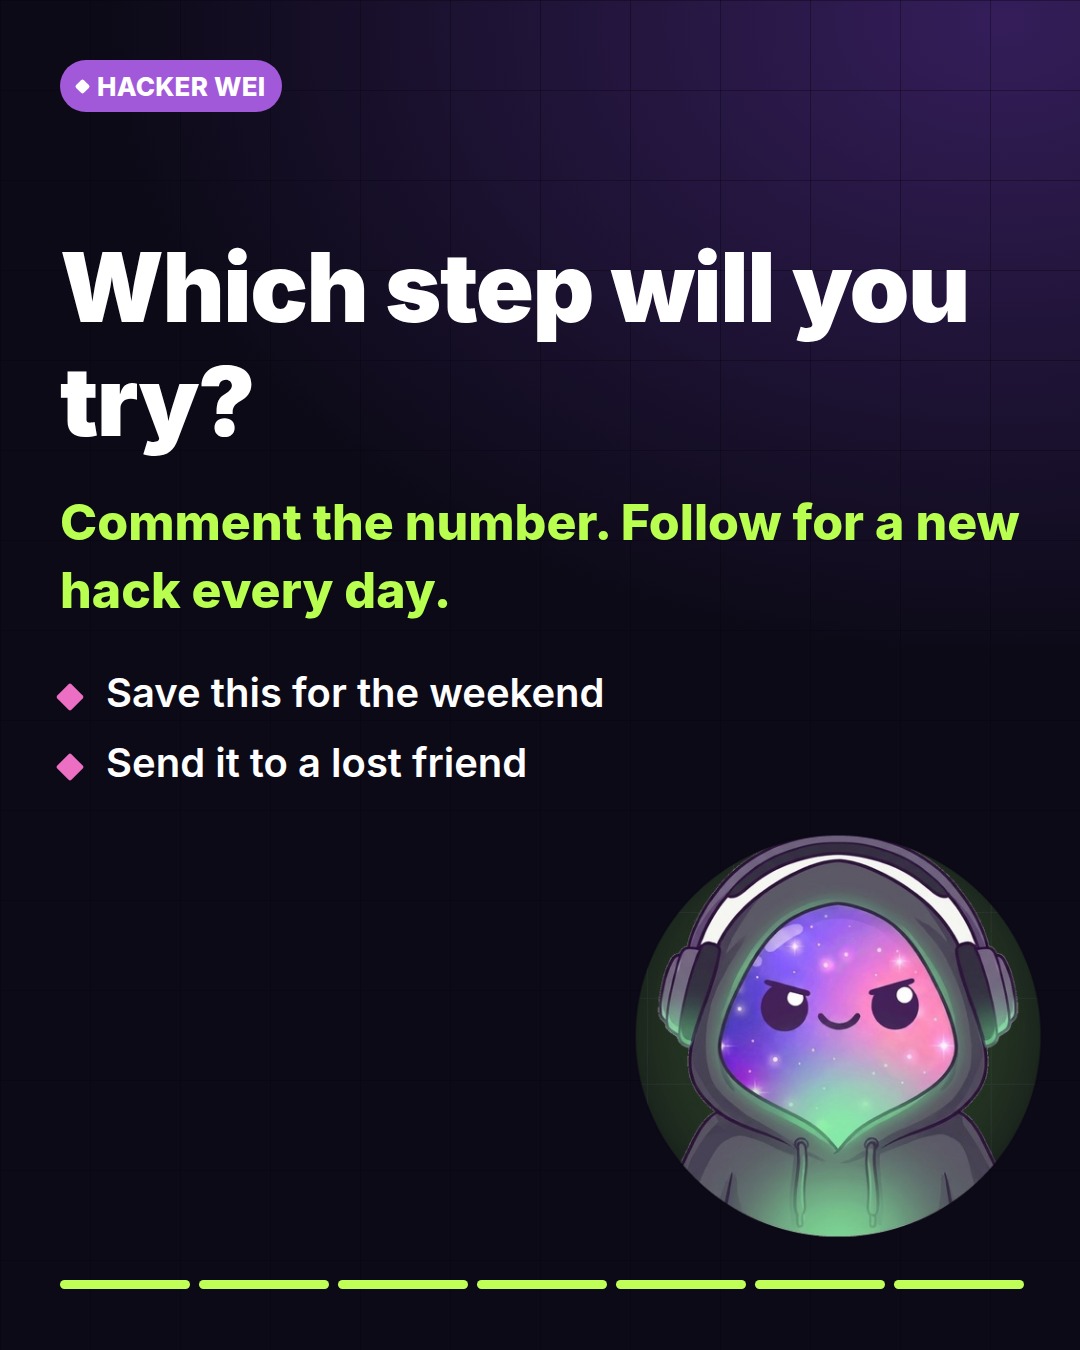 HACKER WEI
Which step will you
try?
Comment the number. Follow for a new
hack every day.
Save this for the weekend
Send it to a lost friend